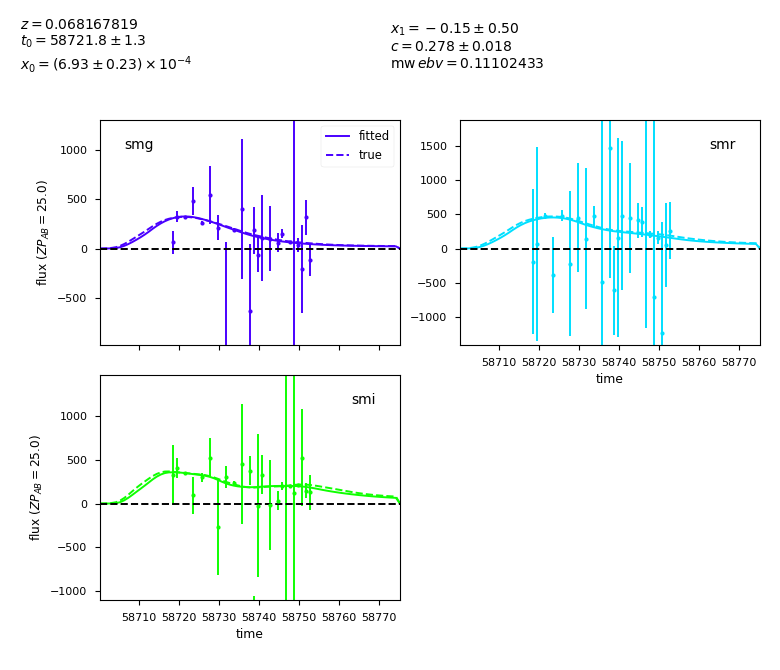 z = 0.068167819
t₀ = 58721.8 ± 1.3
x₀ = (6.93 ± 0.23) × 10⁻⁴
x₁ = −0.15 ± 0.50
c = 0.278 ± 0.018
mw ebv = 0.11102433
smg
fitted
true
1000
500
0
−500
flux (ZP_AB = 25.0)
smr
1500
1000
500
0
−500
−1000
58710 58720 58730 58740 58750 58760 58770
time
smi
1000
500
0
−500
−1000
flux (ZP_AB = 25.0)
58710 58720 58730 58740 58750 58760 58770
time